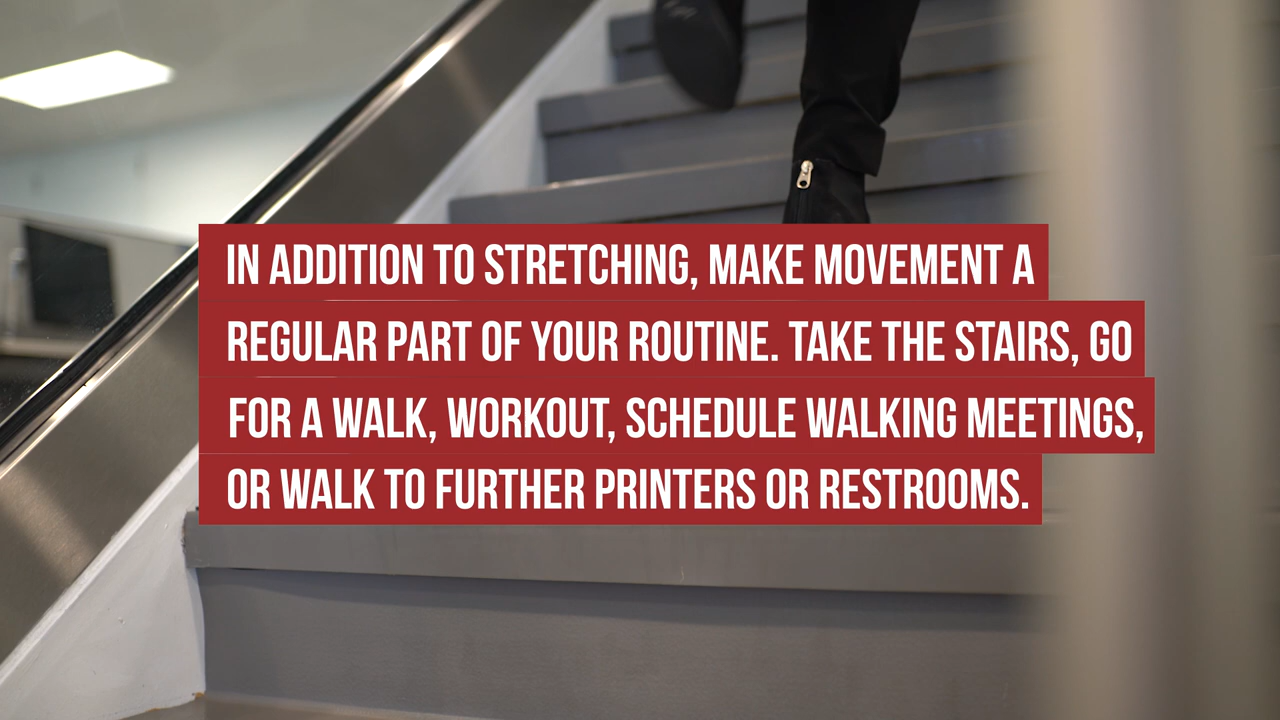 IN ADDITION TO STRETCHING, MAKE MOVEMENT A
REGULAR PART OF YOUR ROUTINE. TAKE THE STAIRS, GO
FOR A WALK, WORKOUT, SCHEDULE WALKING MEETINGS,
OR WALK TO FURTHER PRINTERS OR RESTROOMS.